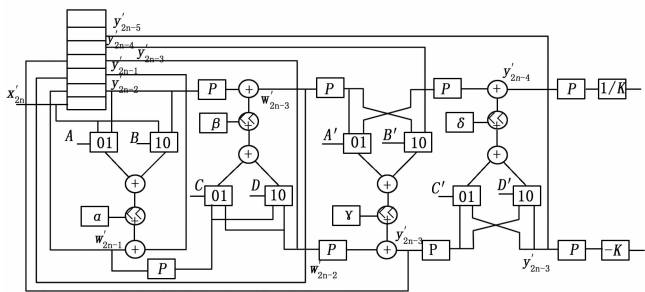 y′2n-5
y′2n-4
y′2n-3
y′2n-1
y′2n-2
x′2n
P
w′2n-3
P
P
y′2n-4
P
1/K
β
δ
A
01
B
10
A′
01
B′
10
C
01
D
10
C′
01
D′
10
α
γ
w′2n-1
P
w′2n-2
P
y′2n-3
P
y′2n-3
P
-K